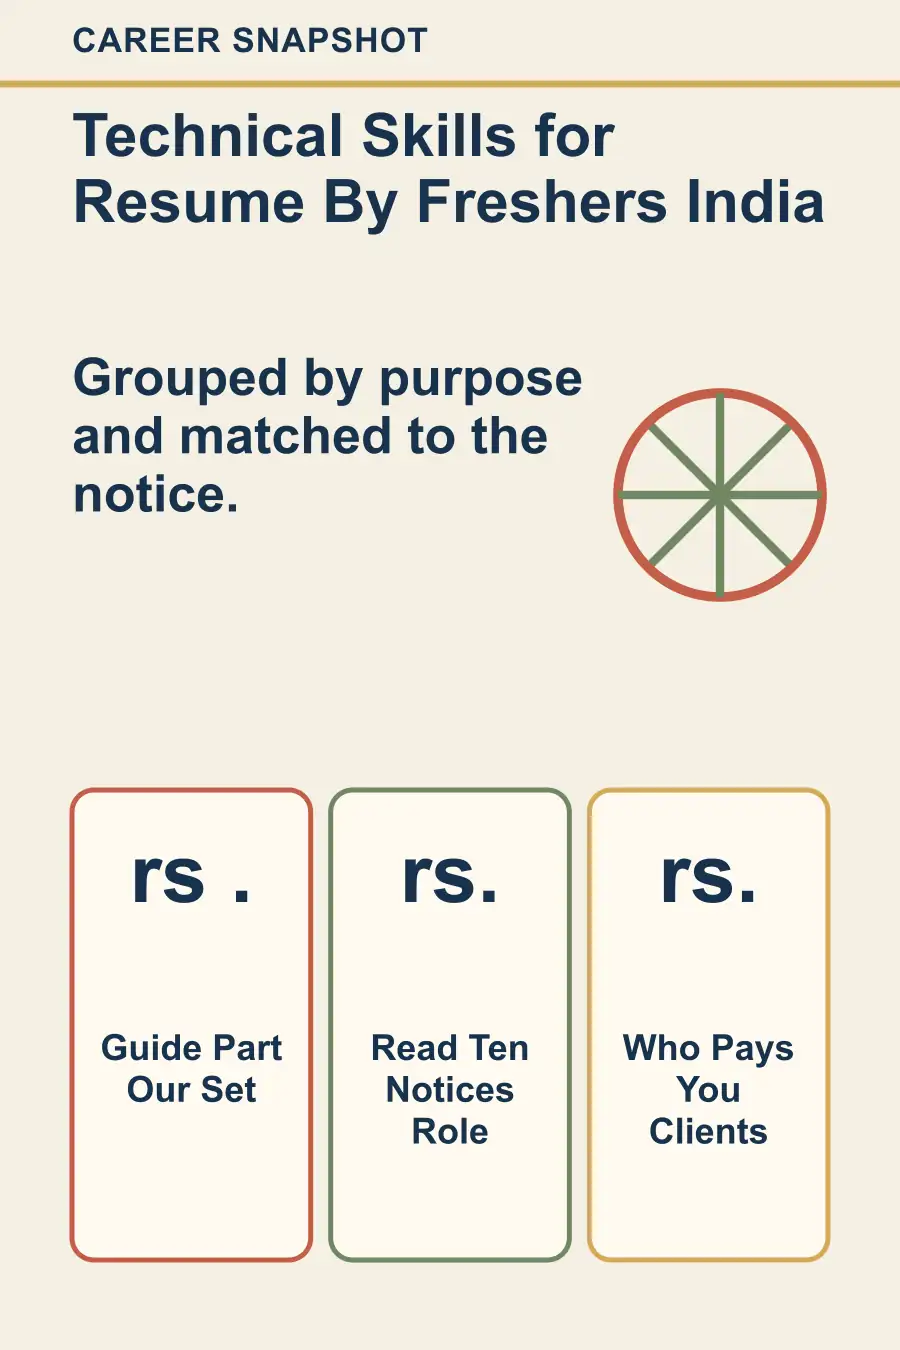 CAREER SNAPSHOT
Technical Skills for
Resume By Freshers India
Grouped by purpose
and matched to the
notice.
rs .
Guide Part
Our Set
rs.
Read Ten
Notices
Role
rs.
Who Pays
You
Clients